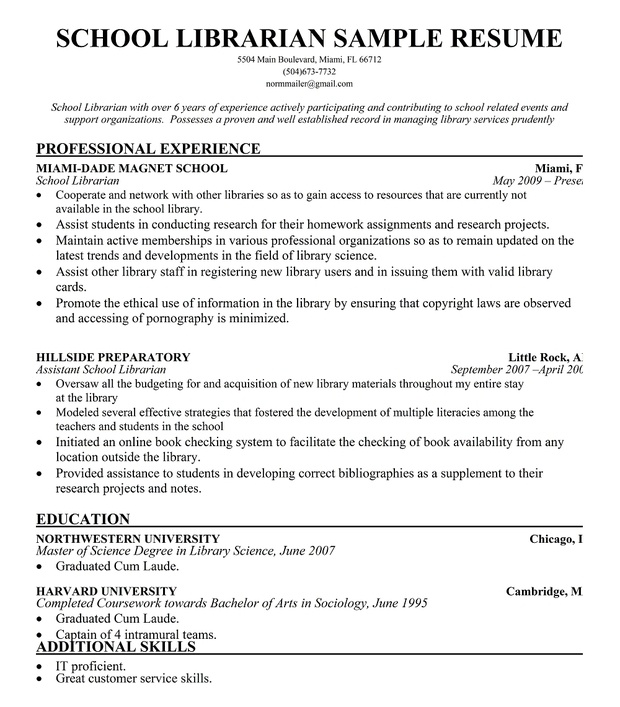 SCHOOL LIBRARIAN SAMPLE RESUME
5504 Main Boulevard, Miami, FL 66712
(504)673-7732
normmailer@gmail.com
School Librarian with over 6 years of experience actively participating and contributing to school related events and
support organizations. Possesses a proven and well established record in managing library services prudently
PROFESSIONAL EXPERIENCE
MIAMI-DADE MAGNET SCHOOL Miami, F
School Librarian May 2009 – Presen
• Cooperate and network with other libraries so as to gain access to resources that are currently not
available in the school library.
• Assist students in conducting research for their homework assignments and research projects.
• Maintain active memberships in various professional organizations so as to remain updated on the
latest trends and developments in the field of library science.
• Assist other library staff in registering new library users and in issuing them with valid library
cards.
• Promote the ethical use of information in the library by ensuring that copyright laws are observed
and accessing of pornography is minimized.
HILLSIDE PREPARATORY Little Rock, A
Assistant School Librarian September 2007 –April 200
• Oversaw all the budgeting for and acquisition of new library materials throughout my entire stay
at the library
• Modeled several effective strategies that fostered the development of multiple literacies among the
teachers and students in the school
• Initiated an online book checking system to facilitate the checking of book availability from any
location outside the library.
• Provided assistance to students in developing correct bibliographies as a supplement to their
research projects and notes.
EDUCATION
NORTHWESTERN UNIVERSITY Chicago, I
Master of Science Degree in Library Science, June 2007
• Graduated Cum Laude.
HARVARD UNIVERSITY Cambridge, M
Completed Coursework towards Bachelor of Arts in Sociology, June 1995
• Graduated Cum Laude.
• Captain of 4 intramural teams.
ADDITIONAL SKILLS
• IT proficient.
• Great customer service skills.